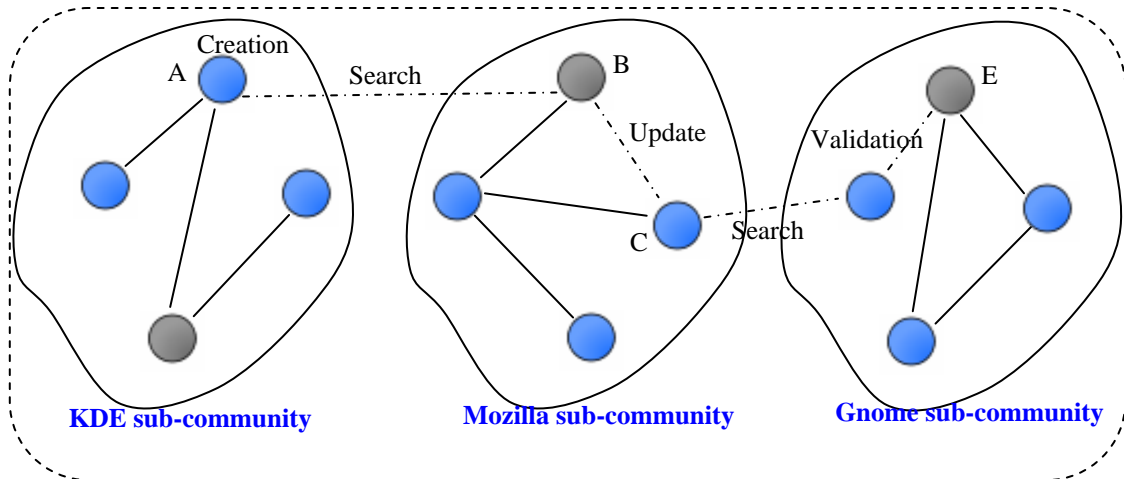 Creation
A
Search
B
Update
C
Search
E
Validation
KDE sub-community
Mozilla sub-community
Gnome sub-community